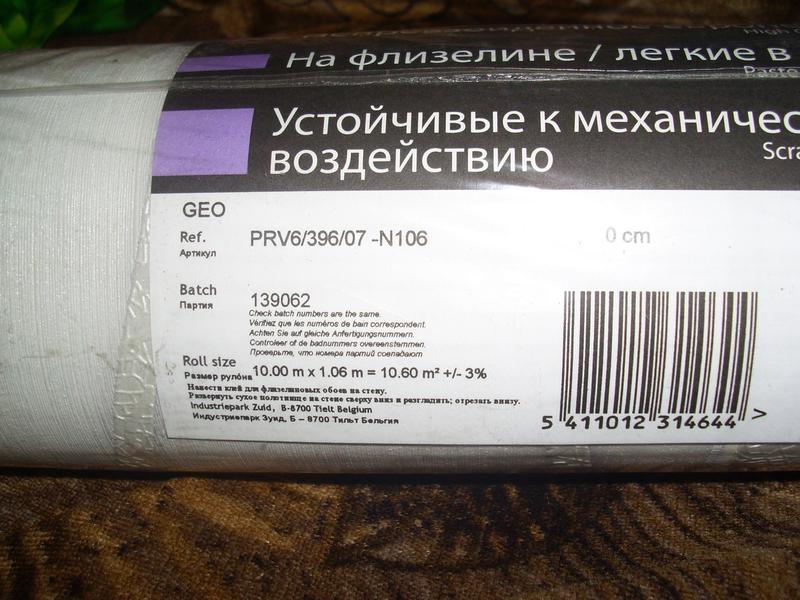 High
На флизелине / легкие в
Paste
Устойчивые к механичес
воздействию
Scra
GEO
Ref. PRV6/396/07 -N106 0 cm
Артикул
Batch 139062
Партия
Check batch numbers are the same.
Vérifiez que les numéros de bain correspondent.
Achten Sie auf gleiche Anfertigungsnummern.
Controleer of de badnummers overeenstemmen.
Проверьте, что номера партий совпадают
Roll size
Размер рулона 10.00 m x 1.06 m = 10.60 m² +/- 3%
Нанести клей для флизелиновых обоев на стену.
Развернуть сухое полотнище на стене сверху вниз и разгладить; отрезать внизу.
Industriepark Zuid, B-8700 Tielt Belgium
Индустриепарк Зуид, Б – 8700 Тильт Бельгия
5 411012 314644 >